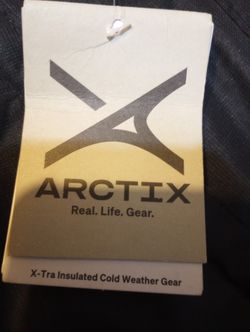 ARCTIX
Real. Life. Gear.
X-Tra Insulated Cold Weather Gear